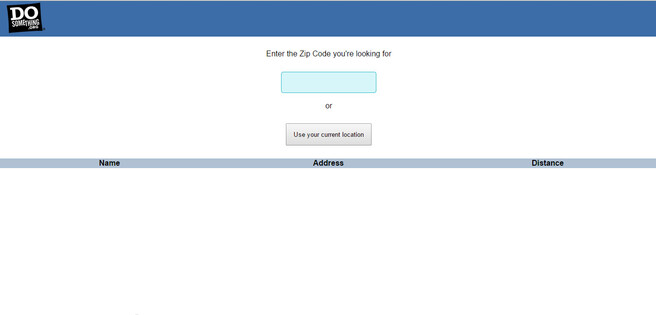 DO
SOMETHING
.ORG
Enter the Zip Code you're looking for
or
Use your current location
Name Address Distance